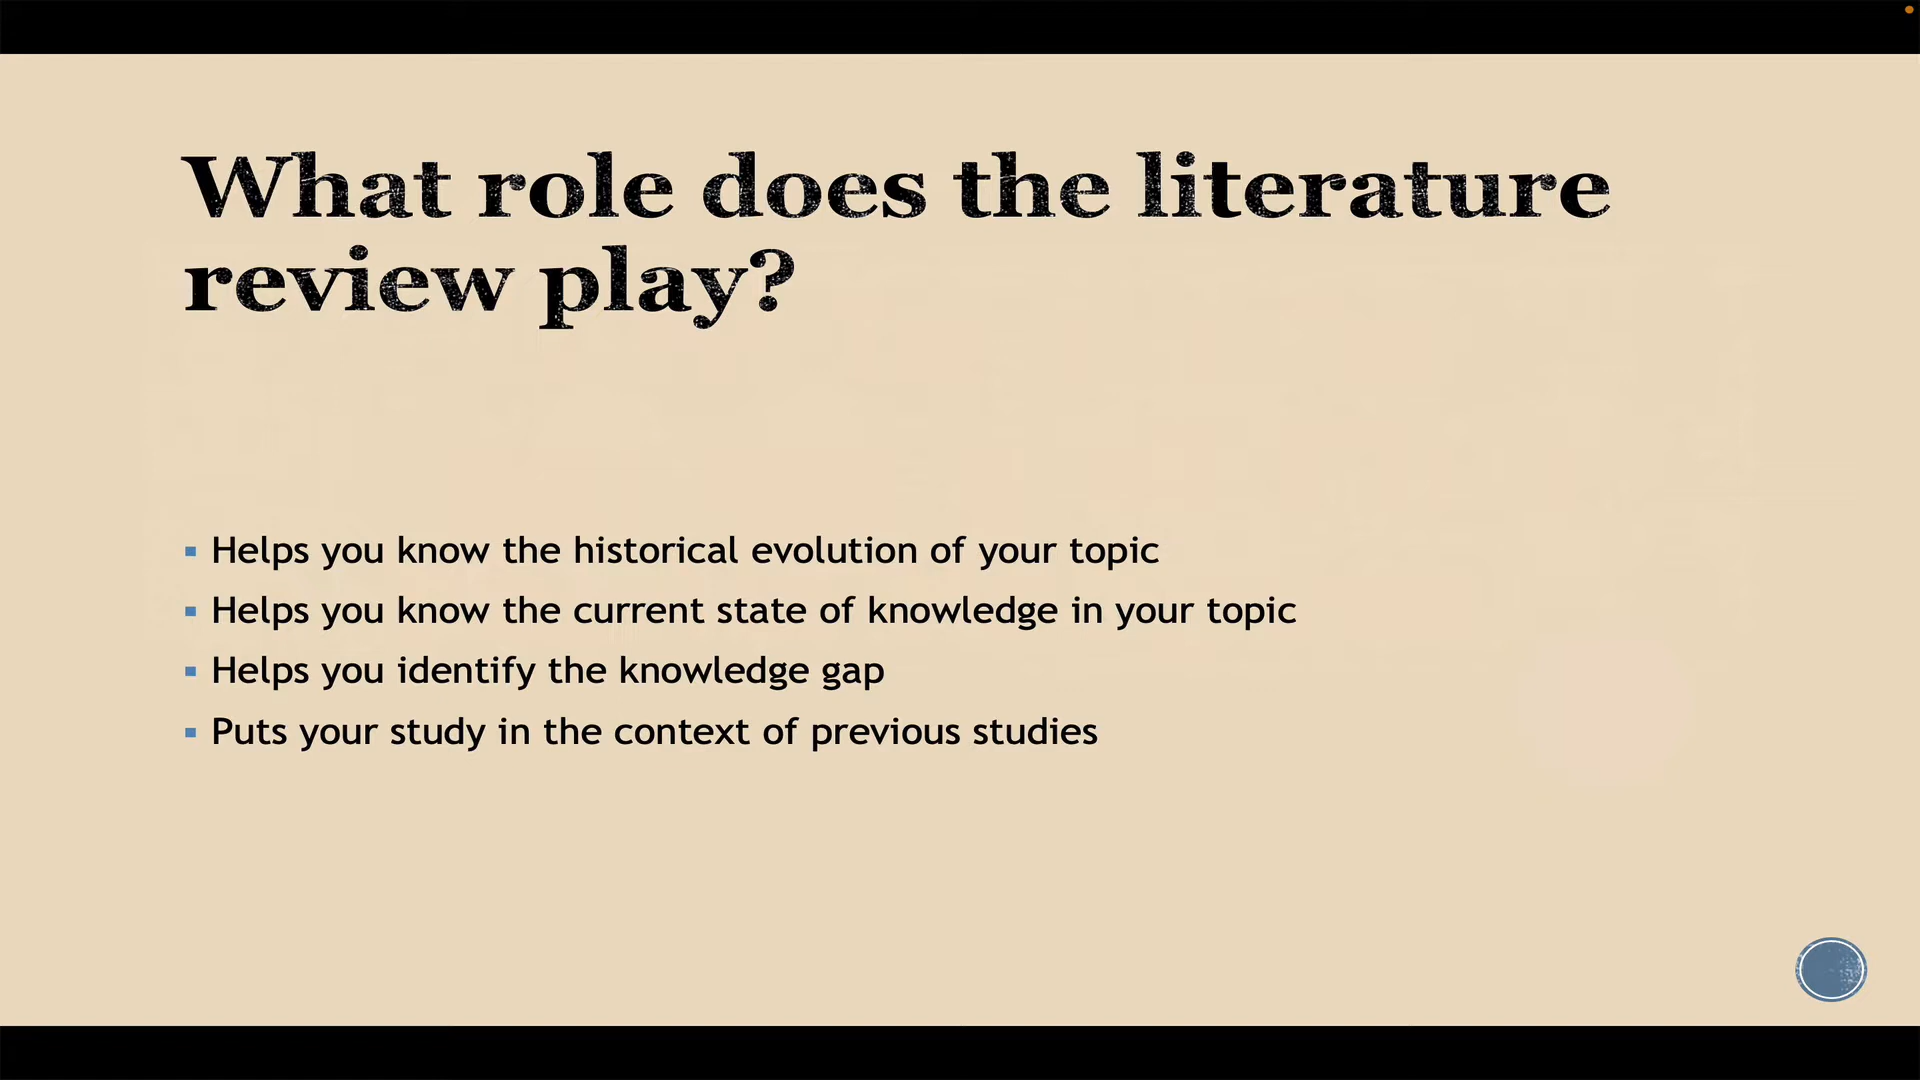 What role does the literature
review play?
Helps you know the historical evolution of your topic
Helps you know the current state of knowledge in your topic
Helps you identify the knowledge gap
Puts your study in the context of previous studies